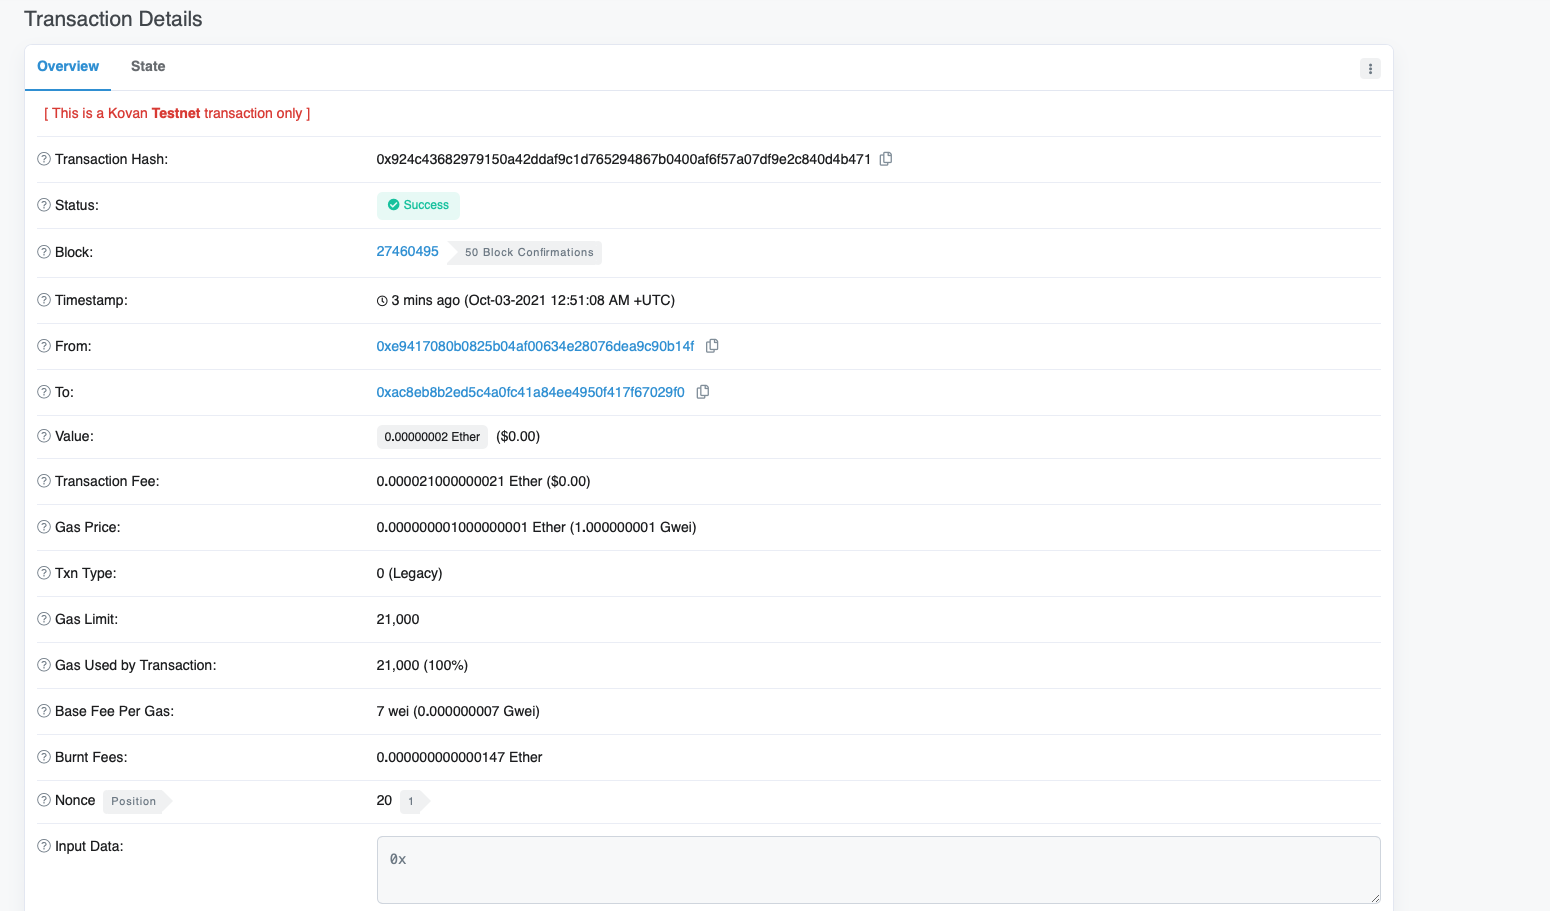 Transaction Details
Overview State
[ This is a Kovan Testnet transaction only ]
Transaction Hash: 0x924c43682979150a42ddaf9c1d765294867b0400af6f57a07df9e2c840d4b471
Status: Success
Block: 27460495 50 Block Confirmations
Timestamp: 3 mins ago (Oct-03-2021 12:51:08 AM +UTC)
From: 0xe9417080b0825b04af00634e28076dea9c90b14f
To: 0xac8eb8b2ed5c4a0fc41a84ee4950f417f67029f0
Value: 0.00000002 Ether ($0.00)
Transaction Fee: 0.000021000000021 Ether ($0.00)
Gas Price: 0.000000001000000001 Ether (1.000000001 Gwei)
Txn Type: 0 (Legacy)
Gas Limit: 21,000
Gas Used by Transaction: 21,000 (100%)
Base Fee Per Gas: 7 wei (0.000000007 Gwei)
Burnt Fees: 0.000000000000147 Ether
Nonce Position 20 1
Input Data: 0x